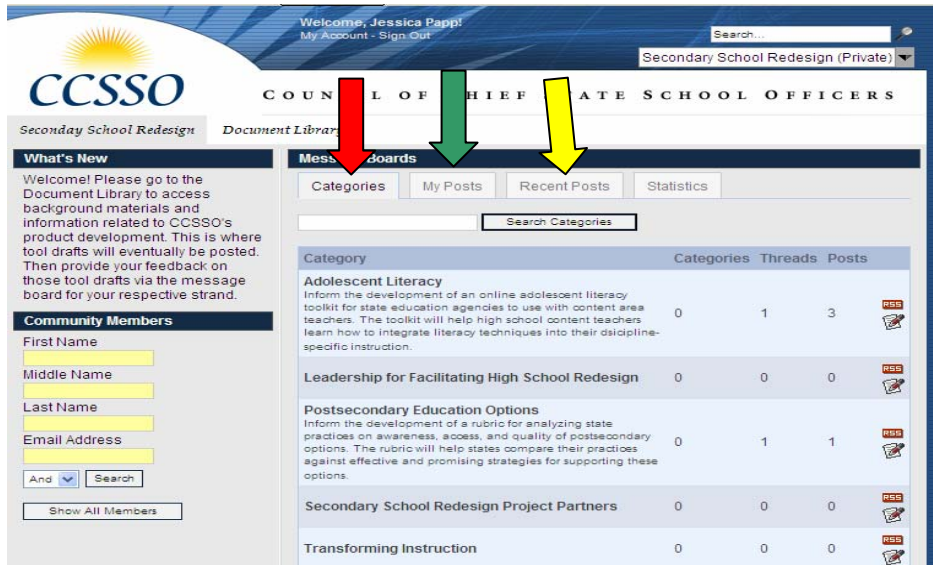 Welcome, Jessica Papp!
My Account - Sign Out
Search...
Secondary School Redesign (Private)
CCSSO
COUN L OF HIEF ATE SCHOOL OFFICERS
Seconday School Redesign Document Library
What's New
Welcome! Please go to the
Document Library to access
background materials and
information related to CCSSO's
product development. This is where
tool drafts will eventually be posted.
Then provide your feedback on
those tool drafts via the message
board for your respective strand.
Community Members
First Name
Middle Name
Last Name
Email Address
And Search
Show All Members
Mess Boards
Categories My Posts Recent Posts Statistics
Search Categories
Category Categories Threads Posts
Adolescent Literacy
Inform the development of an online adolescent literacy
toolkit for state education agencies to use with content area
teachers. The toolkit will help high school content teachers
learn how to integrate literacy techniques into their dsicipline-
specific instruction.
0 1 3 RSS
Leadership for Facilitating High School Redesign 0 0 0 RSS
Postsecondary Education Options
Inform the development of a rubric for analyzing state
practices on awareness, access, and quality of postsecondary
options. The rubric will help states compare their practices
against effective and promising strategies for supporting these
options.
0 1 1 RSS
Secondary School Redesign Project Partners 0 0 0 RSS
Transforming Instruction 0 0 0 RSS